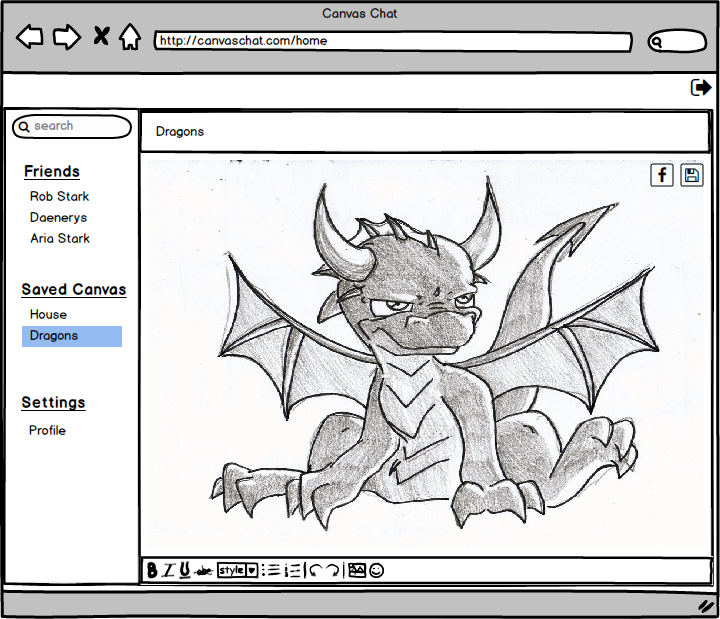 Canvas Chat
http://canvaschat.com/home
search
Dragons
f
Friends
Rob Stark
Daenerys
Aria Stark
Saved Canvas
House
Dragons
Settings
Profile
B I U abc style